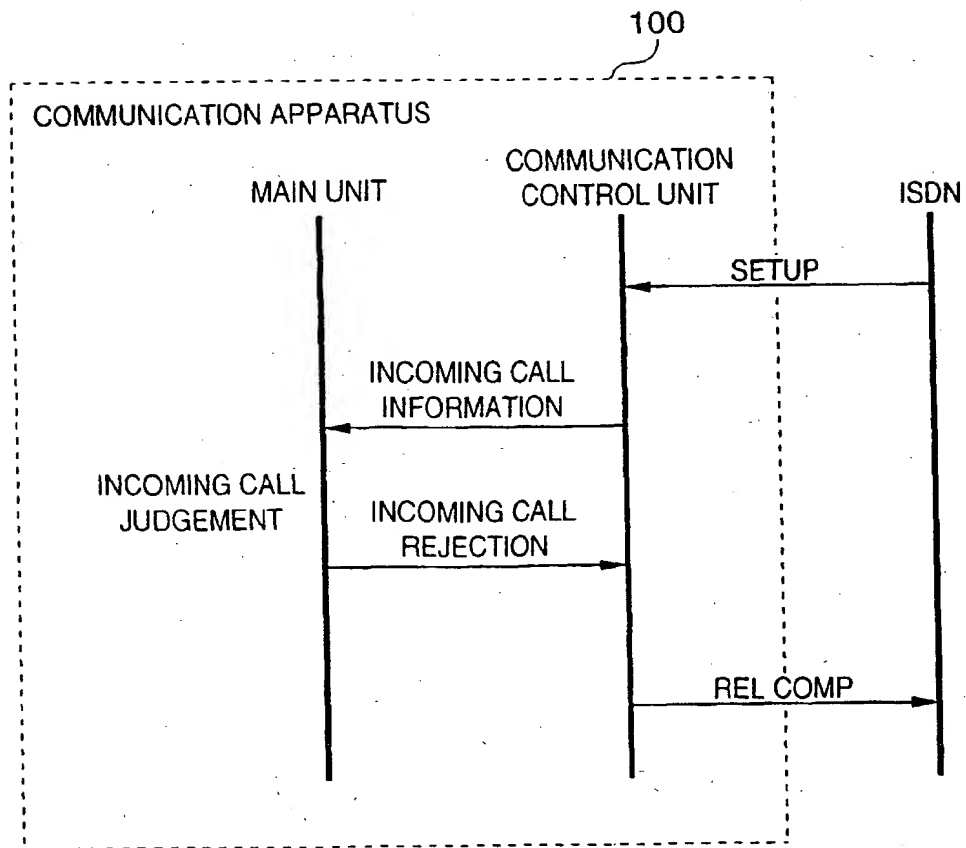 100
COMMUNICATION APPARATUS
MAIN UNIT
COMMUNICATION
CONTROL UNIT
ISDN
SETUP
INCOMING CALL
INFORMATION
INCOMING CALL
JUDGEMENT
INCOMING CALL
REJECTION
REL COMP